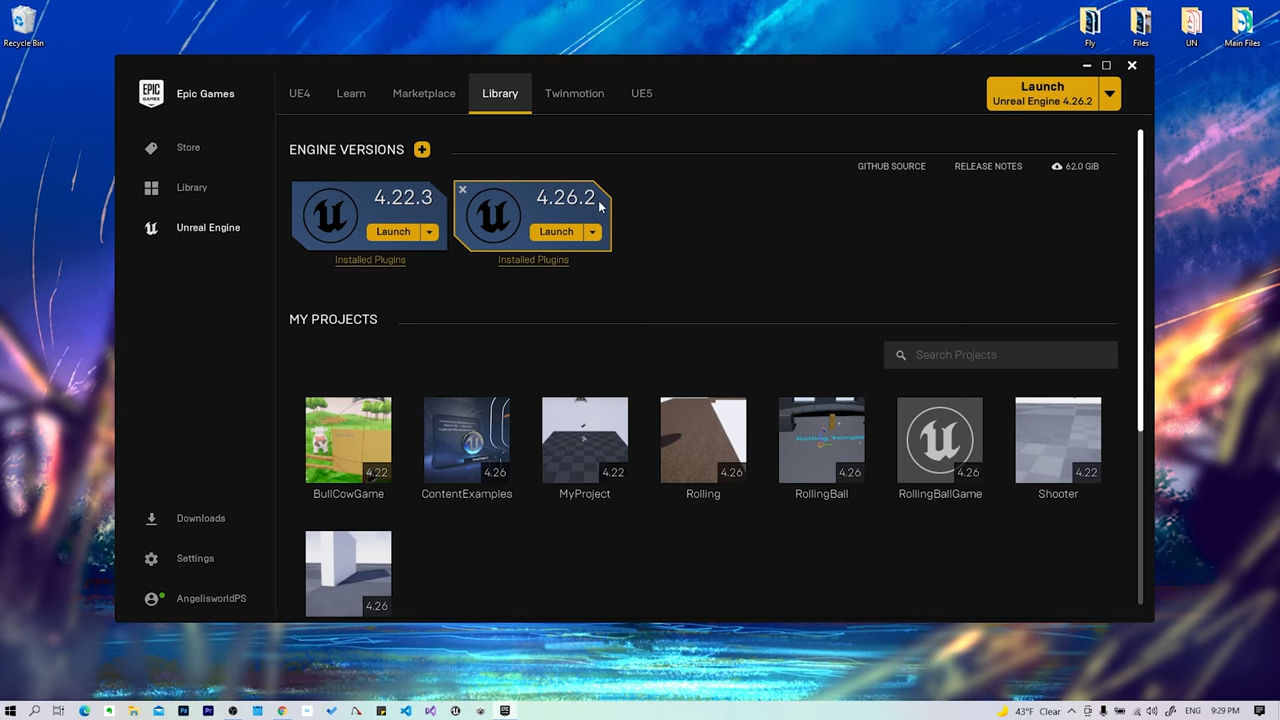 Recycle Bin
Fly
Files
UN
Main Files
EPIC GAMES
Epic Games
UE4
Learn
Marketplace
Library
Twinmotion
UE5
Launch
Unreal Engine 4.26.2
Store
Library
Unreal Engine
ENGINE VERSIONS
GITHUB SOURCE
RELEASE NOTES
62.0 GiB
4.22.3
Launch
Installed Plugins
4.26.2
Launch
Installed Plugins
MY PROJECTS
Search Projects
4.22
BullCowGame
4.26
ContentExamples
4.22
MyProject
4.26
Rolling
Rolling Template
4.26
RollingBall
4.26
RollingBallGame
4.22
Shooter
4.26
Downloads
Settings
AngelisworldPS
43°F Clear
ENG
9:29 PM